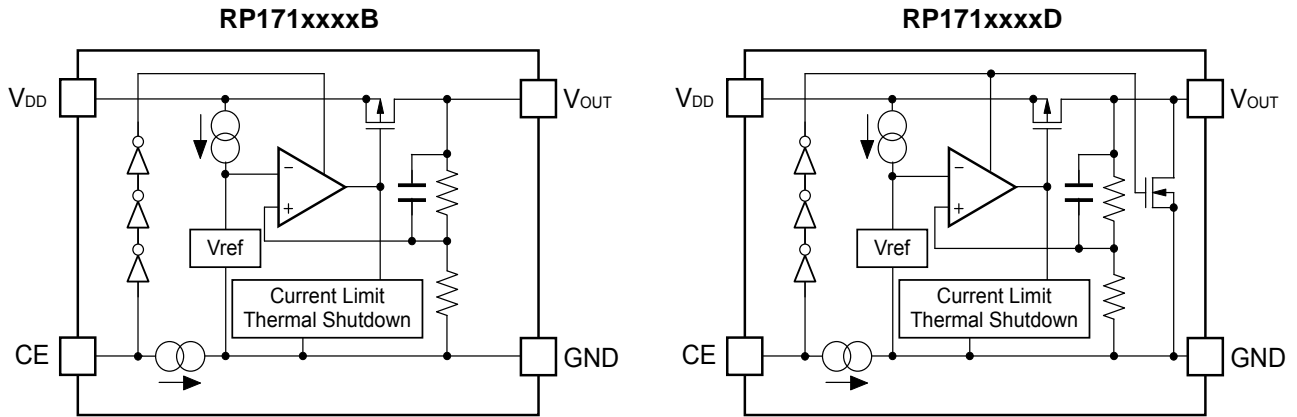 RP171xxxxB
VDD
VOUT
−
+
Vref
Current Limit
Thermal Shutdown
CE
GND
RP171xxxxD
VDD
VOUT
−
+
Vref
Current Limit
Thermal Shutdown
CE
GND